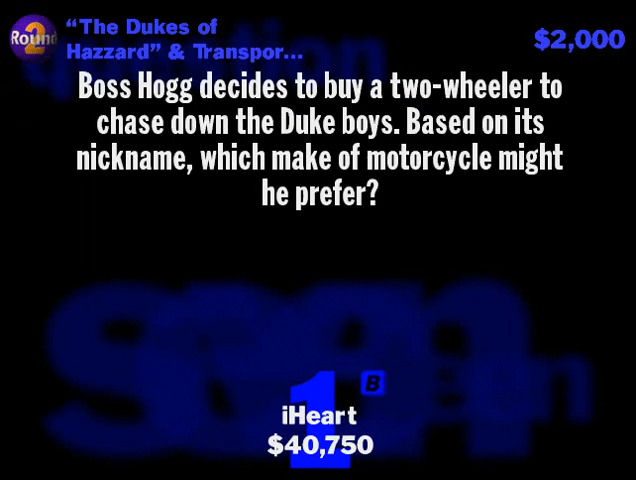 Round 2
“The Dukes of
Hazzard” & Transpor...
$2,000
Boss Hogg decides to buy a two-wheeler to
chase down the Duke boys. Based on its
nickname, which make of motorcycle might
he prefer?
1
B
iHeart
$40,750